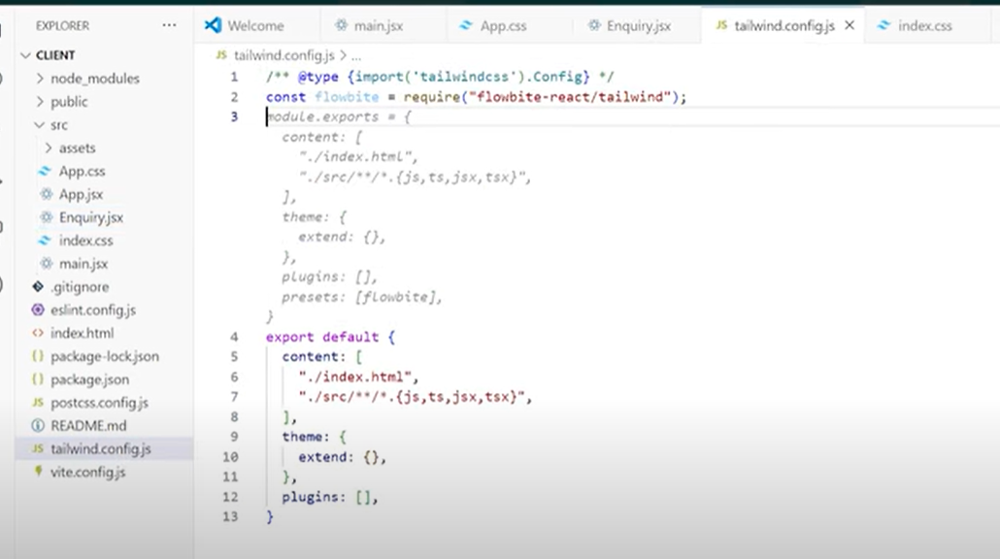 EXPLORER ...
Welcome main.jsx App.css Enquiry.jsx tailwind.config.js × index.css
CLIENT
node_modules
public
src
assets
App.css
App.jsx
Enquiry.jsx
index.css
main.jsx
.gitignore
eslint.config.js
index.html
package-lock.json
package.json
postcss.config.js
README.md
tailwind.config.js
vite.config.js
JS tailwind.config.js > ...
1 /** @type {import('tailwindcss').Config} */
2 const flowbite = require("flowbite-react/tailwind");
3 module.exports = {
content: [
"./index.html",
"./src/**/*.{js,ts,jsx,tsx}",
],
theme: {
extend: {},
},
plugins: [],
presets: [flowbite],
}
4 export default {
5 content: [
6 "./index.html",
7 "./src/**/*.{js,ts,jsx,tsx}",
8 ],
9 theme: {
10 extend: {},
11 },
12 plugins: [],
13 }